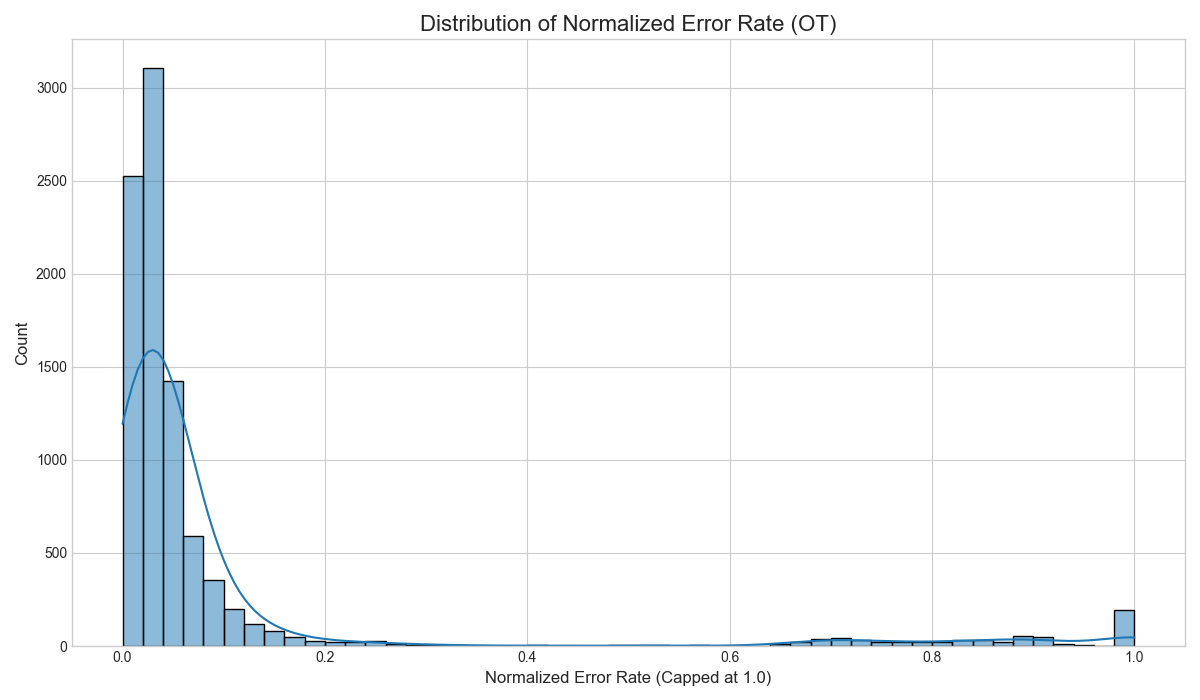 Distribution of Normalized Error Rate (OT)
3000
2500
2000
1500
1000
500
0
Count
0.0 0.2 0.4 0.6 0.8 1.0
Normalized Error Rate (Capped at 1.0)